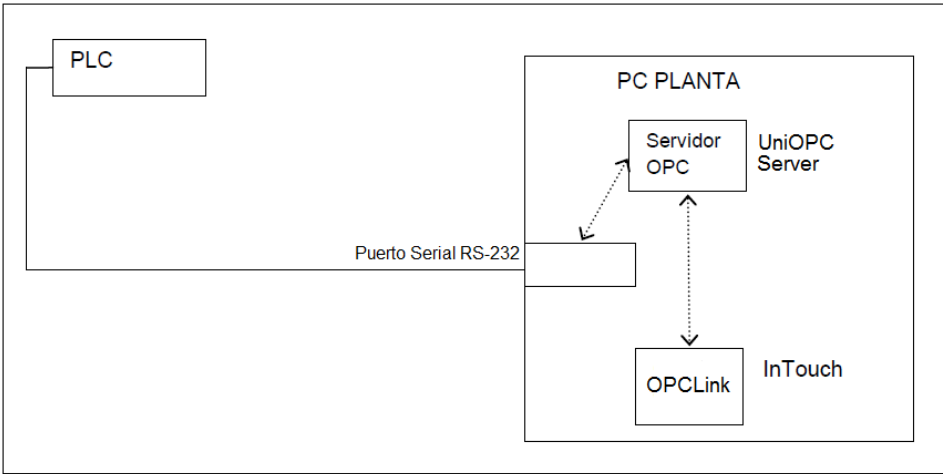 PLC
PC PLANTA
Servidor
OPC
UniOPC
Server
Puerto Serial RS-232
OPCLink
InTouch